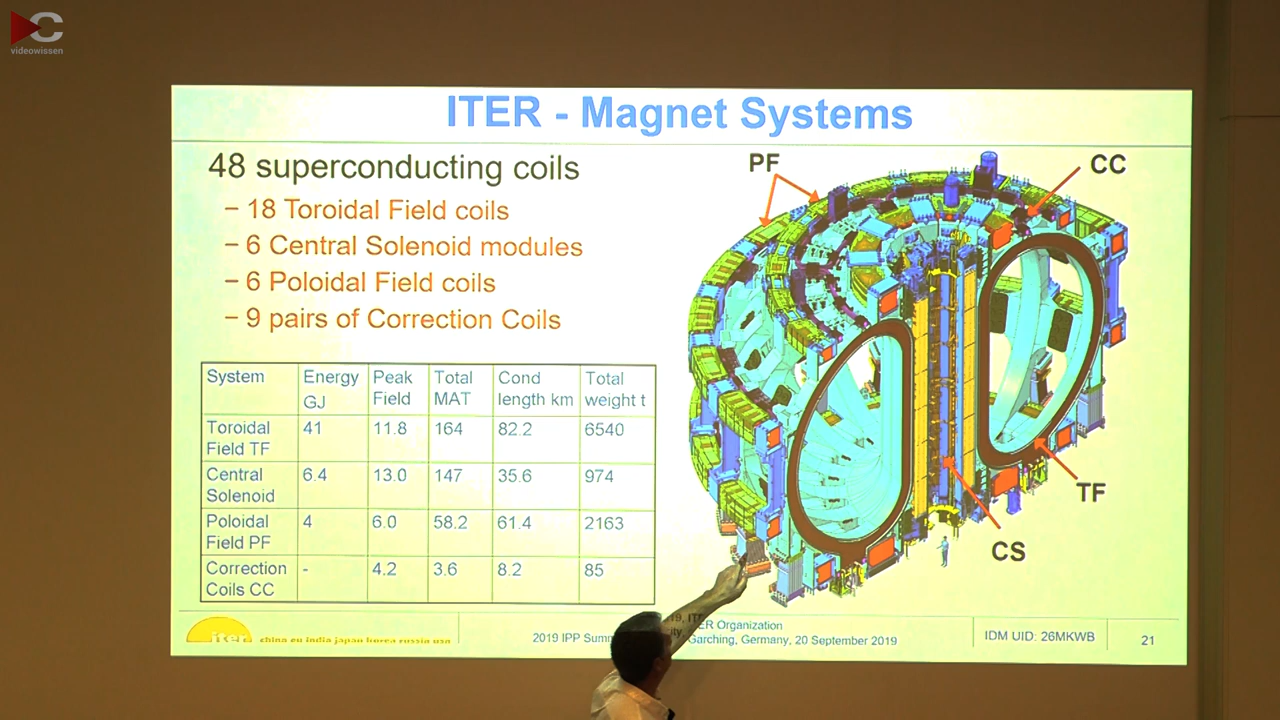 C
videowissen
ITER - Magnet Systems
48 superconducting coils
– 18 Toroidal Field coils
– 6 Central Solenoid modules
– 6 Poloidal Field coils
– 9 pairs of Correction Coils
System Energy GJ Peak Field Total MAT Cond length km Total weight t
Toroidal Field TF 41 11.8 164 82.2 6540
Central Solenoid 6.4 13.0 147 35.6 974
Poloidal Field PF 4 6.0 58.2 61.4 2163
Correction Coils CC - 4.2 3.6 8.2 85
PF
CC
TF
CS
iter
china eu india japan korea russia usa
Organization
2019 IPP
Garching, Germany, 20 September 2019
IDM UID: 26MKWB
21